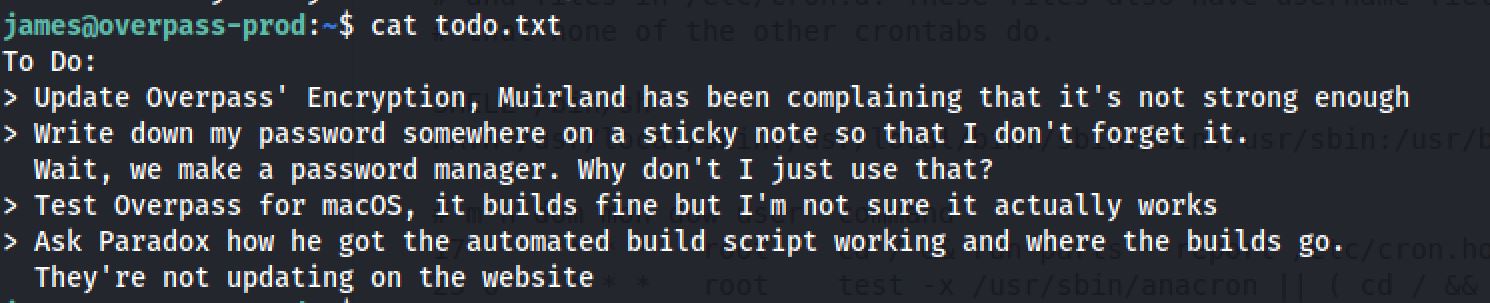 james@overpass-prod:~$ cat todo.txt
To Do:
> Update Overpass' Encryption, Muirland has been complaining that it's not strong enough
> Write down my password somewhere on a sticky note so that I don't forget it.
Wait, we make a password manager. Why don't I just use that?
> Test Overpass for macOS, it builds fine but I'm not sure it actually works
> Ask Paradox how he got the automated build script working and where the builds go.
They're not updating on the website